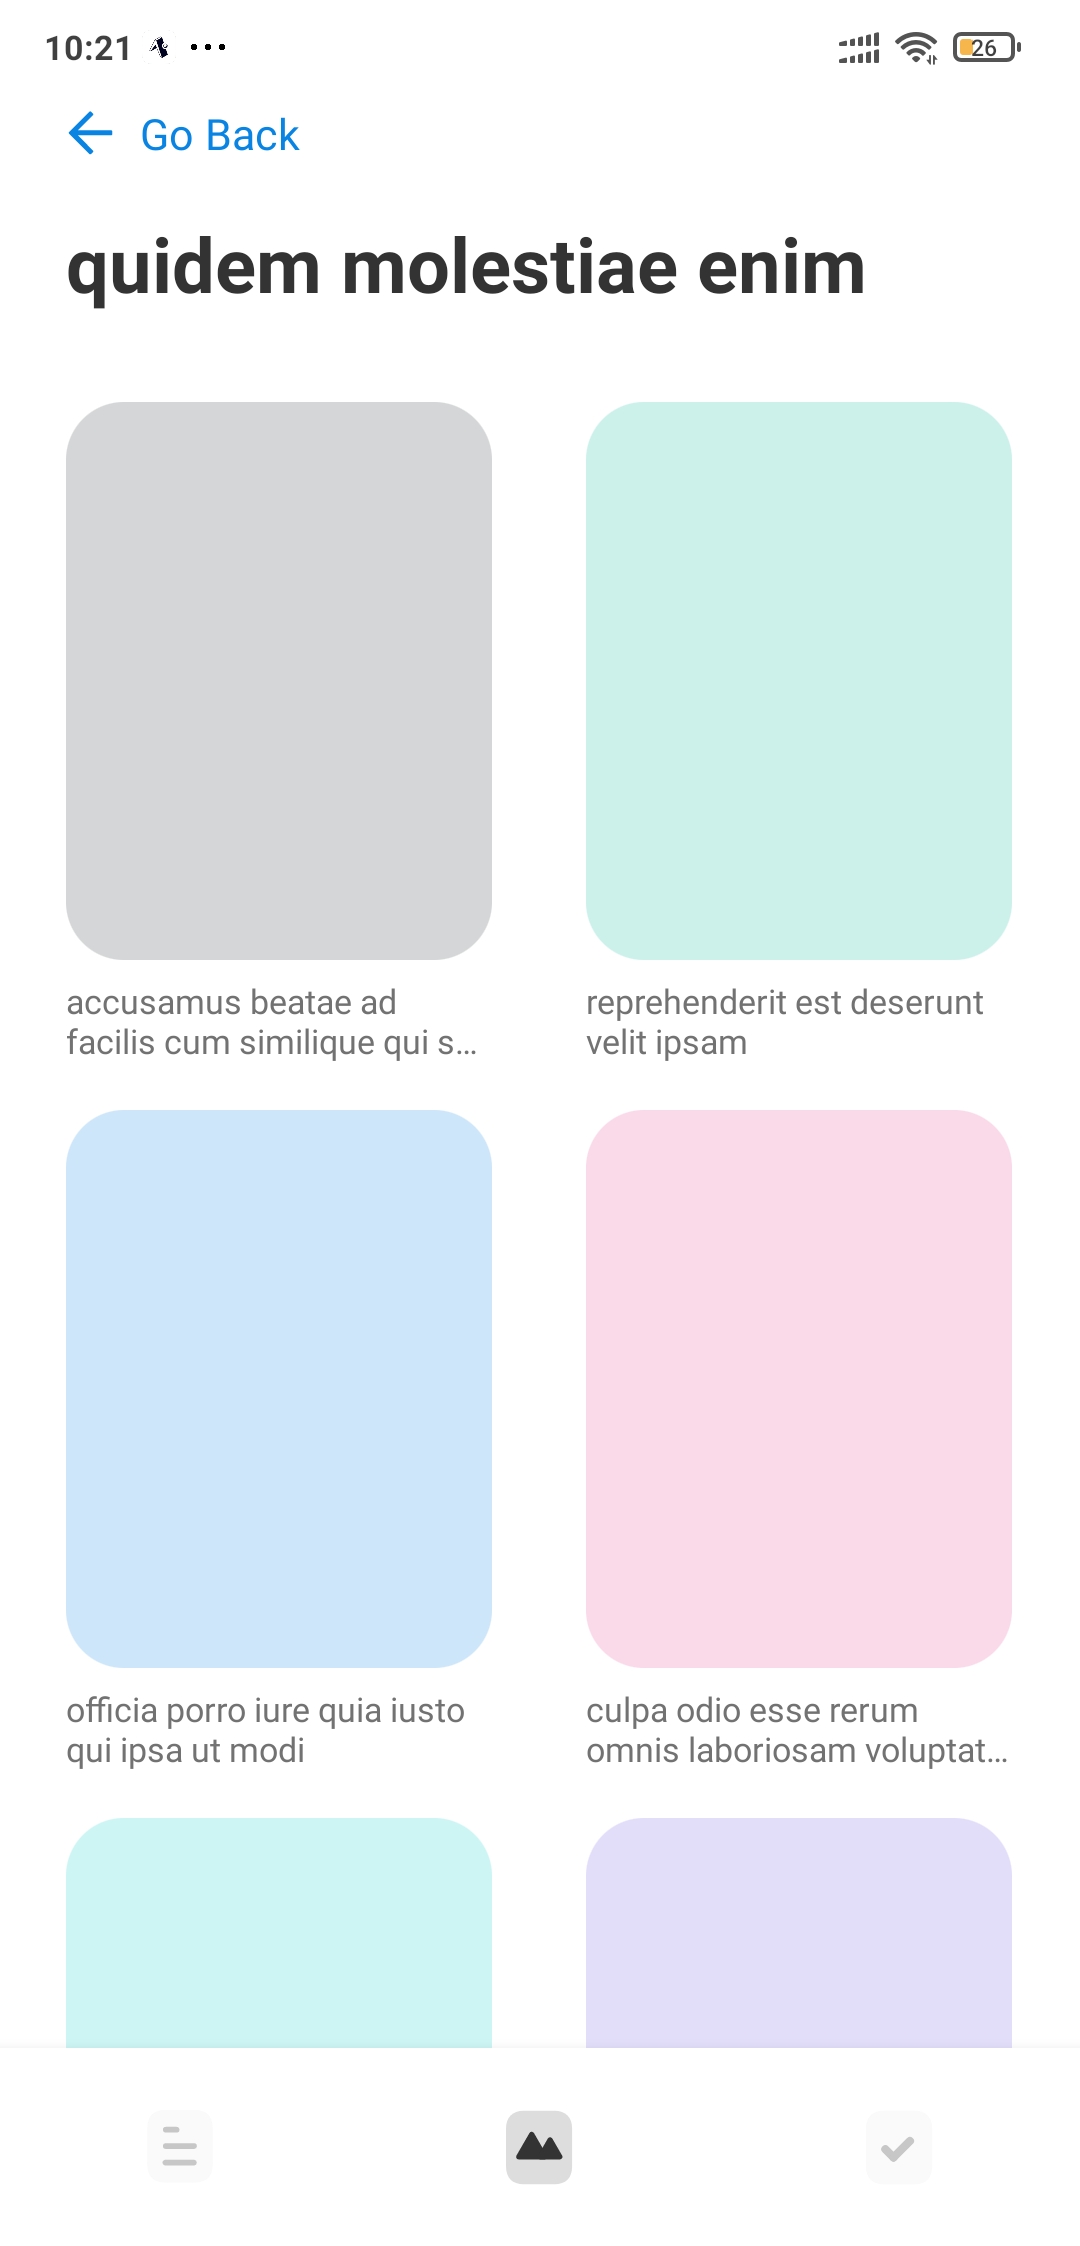 10:21
26
Go Back
quidem molestiae enim
accusamus beatae ad
facilis cum similique qui s...
reprehenderit est deserunt
velit ipsam
officia porro iure quia iusto
qui ipsa ut modi
culpa odio esse rerum
omnis laboriosam voluptat...